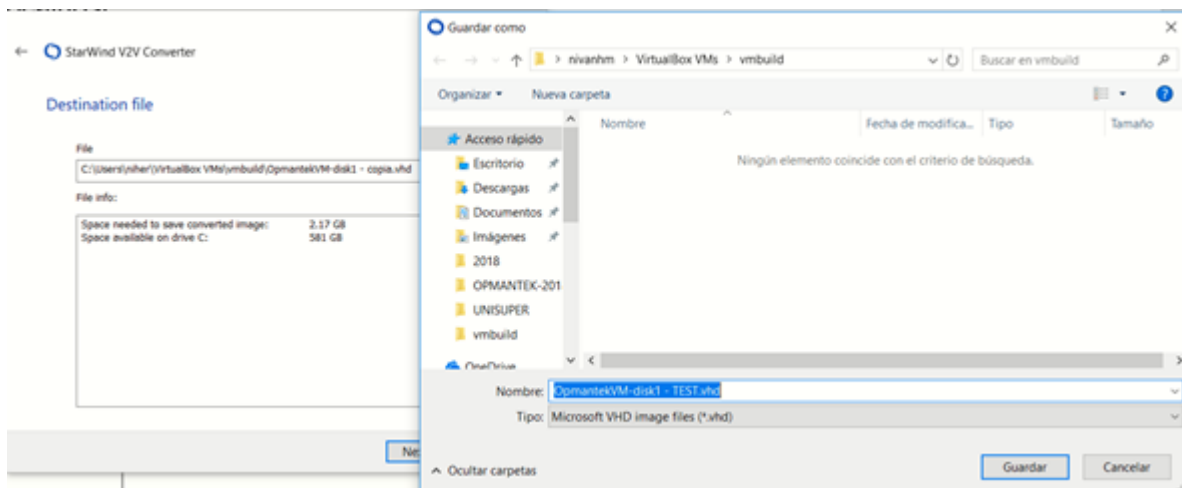 StarWind V2V Converter
Destination file
File
C:\Users\niher\VirtualBox VMs\vmbuild\OpmantekVM-disk1 - copia.vhd
File info:
Space needed to save converted image: 2.17 GB
Space available on drive C: 581 GB
Guardar como
nivanhm > VirtualBox VMs > vmbuild
Buscar en vmbuild
Organizar
Nueva carpeta
Nombre Fecha de modifica... Tipo Tamaño
Acceso rápido
Escritorio
Descargas
Documentos
Imágenes
2018
OPMANTEK-201
UNISUPER
vmbuild
OneDrive
Ningún elemento coincide con el criterio de búsqueda.
Nombre: OpmantekVM-disk1 - TEST.vhd
Tipo: Microsoft VHD image files (*.vhd)
Ocultar carpetas
Guardar
Cancelar